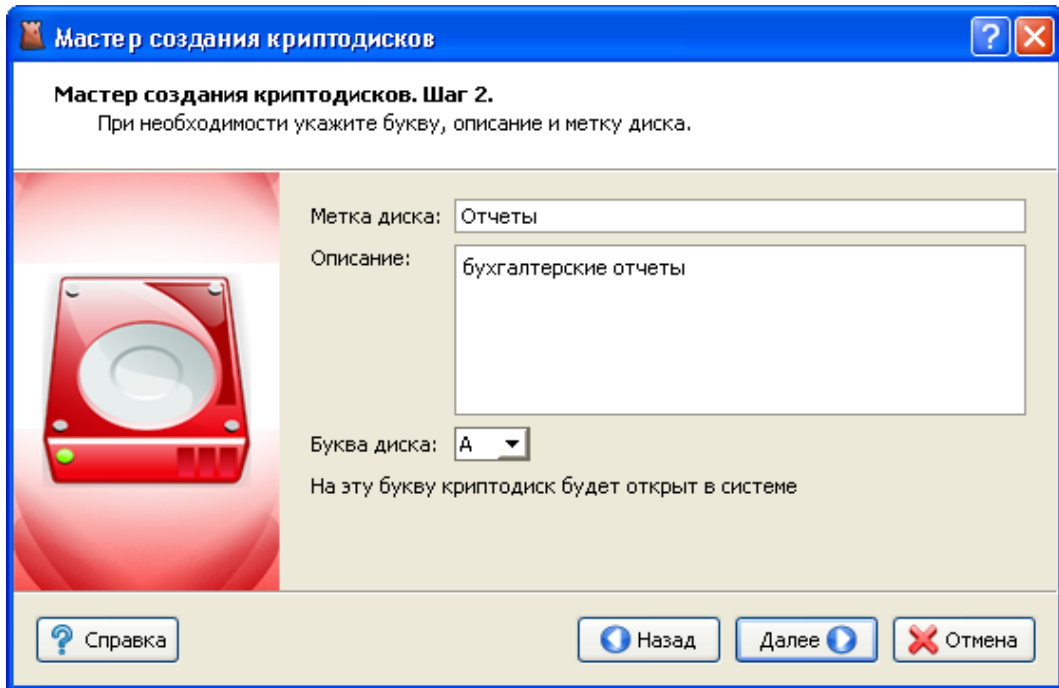 Мастер создания криптодисков
Мастер создания криптодисков. Шаг 2.
При необходимости укажите букву, описание и метку диска.
Метка диска: Отчеты
Описание: бухгалтерские отчеты
Буква диска: A
На эту букву криптодиск будет открыт в системе
Справка Назад Далее Отмена